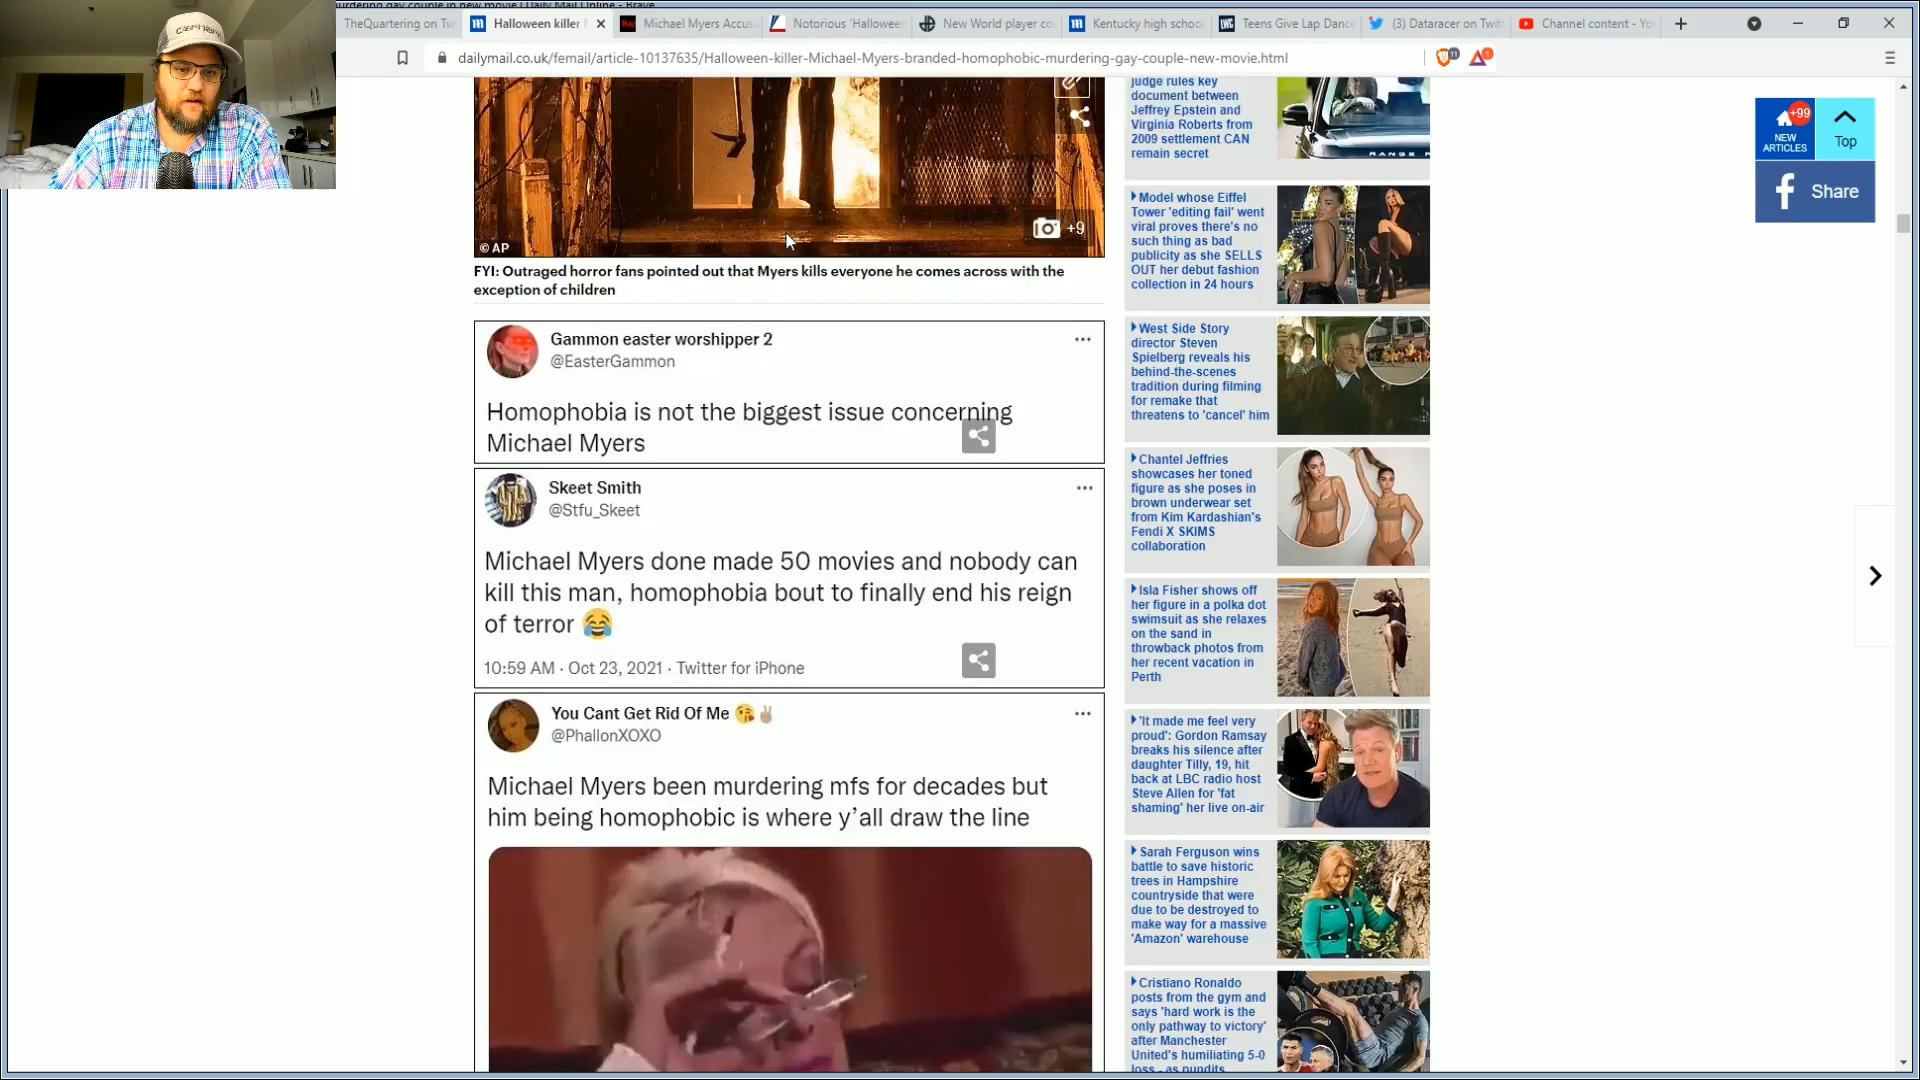 urdering gay couple in new movie | Daily Mail Online - Brave
TheQuartering on Tw
Halloween killer
Michael Myers Accus
Notorious 'Halloween
New World player co
Kentucky high schoo
Teens Give Lap Dance
(3) Dataracer on Twit
Channel content - Yo
dailymail.co.uk/femail/article-10137635/Halloween-killer-Michael-Myers-branded-homophobic-murdering-gay-couple-new-movie.html
© AP
+9
FYI: Outraged horror fans pointed out that Myers kills everyone he comes across with the
exception of children
Gammon easter worshipper 2
@EasterGammon
Homophobia is not the biggest issue concerning
Michael Myers
Skeet Smith
@Stfu_Skeet
Michael Myers done made 50 movies and nobody can
kill this man, homophobia bout to finally end his reign
of terror 😂
10:59 AM · Oct 23, 2021 · Twitter for iPhone
You Cant Get Rid Of Me 😘✌🏽
@PhallonXOXO
Michael Myers been murdering mfs for decades but
him being homophobic is where y'all draw the line
judge rules key
document between
Jeffrey Epstein and
Virginia Roberts from
2009 settlement CAN
remain secret
RANGE R
Model whose Eiffel
Tower 'editing fail' went
viral proves there's no
such thing as bad
publicity as she SELLS
OUT her debut fashion
collection in 24 hours
West Side Story
director Steven
Spielberg reveals his
behind-the-scenes
tradition during filming
for remake that
threatens to 'cancel' him
Chantel Jeffries
showcases her toned
figure as she poses in
brown underwear set
from Kim Kardashian's
Fendi X SKIMS
collaboration
Isla Fisher shows off
her figure in a polka dot
swimsuit as she relaxes
on the sand in
throwback photos from
her recent vacation in
Perth
'It made me feel very
proud': Gordon Ramsay
breaks his silence after
daughter Tilly, 19, hit
back at LBC radio host
Steve Allen for 'fat
shaming' her live on-air
Sarah Ferguson wins
battle to save historic
trees in Hampshire
countryside that were
due to be destroyed to
make way for a massive
'Amazon' warehouse
Cristiano Ronaldo
posts from the gym and
says 'hard work is the
only pathway to victory'
after Manchester
United's humiliating 5-0
loss - as pundits
+99
NEW
ARTICLES
Top
Share